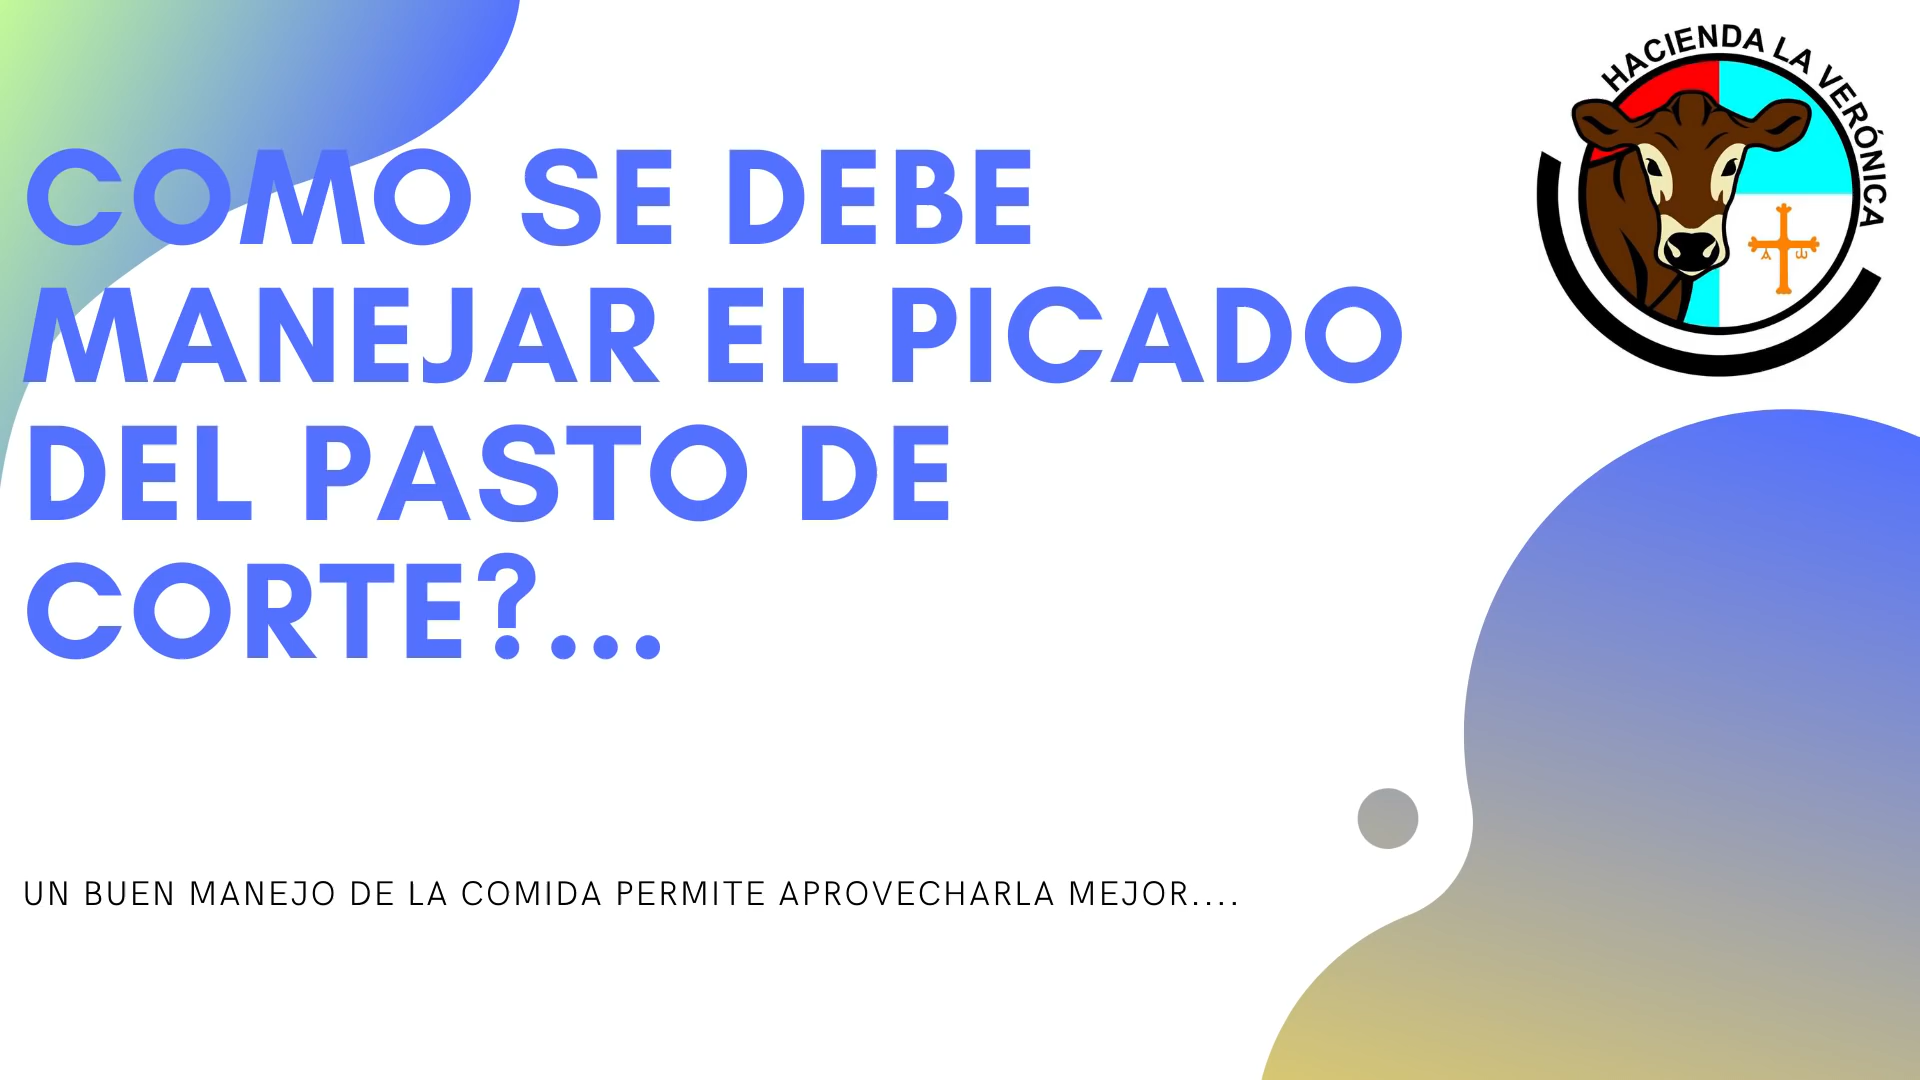 HACIENDA LA VERÓNICA
COMO SE DEBE
MANEJAR EL PICADO
DEL PASTO DE
CORTE?...
UN BUEN MANEJO DE LA COMIDA PERMITE APROVECHARLA MEJOR....